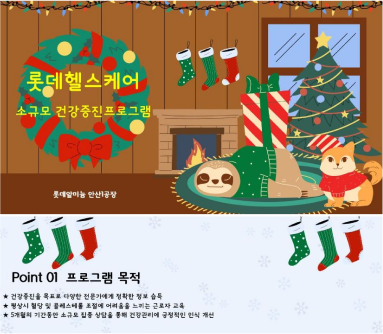 롯데헬스케어
소규모 건강증진프로그램
롯데알미늄 안산1공장
Point 01 프로그램 목적
★ 건강증진을 목표로 다양한 전문가에게 정확한 정보 습득
★ 평상시 혈당 및 콜레스테롤 조절에 어려움을 느끼는 근로자 교육
★ 5개월의 기간동안 소규모 집중 상담을 통해 건강관리에 긍정적인 인식 개선